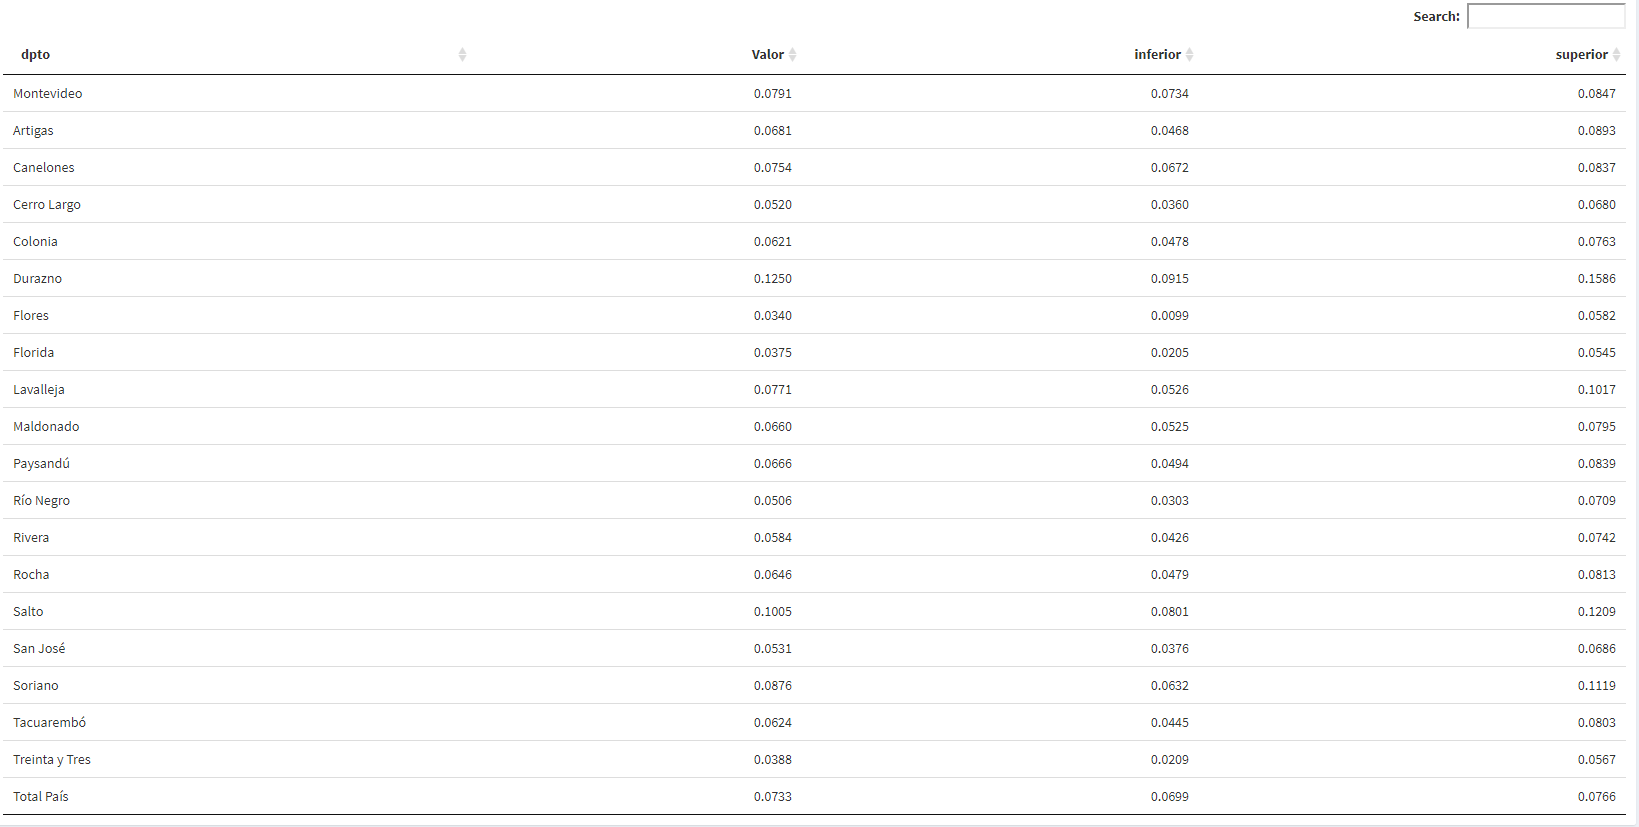 Search:
dpto Valor inferior superior
Montevideo 0.0791 0.0734 0.0847
Artigas 0.0681 0.0468 0.0893
Canelones 0.0754 0.0672 0.0837
Cerro Largo 0.0520 0.0360 0.0680
Colonia 0.0621 0.0478 0.0763
Durazno 0.1250 0.0915 0.1586
Flores 0.0340 0.0099 0.0582
Florida 0.0375 0.0205 0.0545
Lavalleja 0.0771 0.0526 0.1017
Maldonado 0.0660 0.0525 0.0795
Paysandú 0.0666 0.0494 0.0839
Río Negro 0.0506 0.0303 0.0709
Rivera 0.0584 0.0426 0.0742
Rocha 0.0646 0.0479 0.0813
Salto 0.1005 0.0801 0.1209
San José 0.0531 0.0376 0.0686
Soriano 0.0876 0.0632 0.1119
Tacuarembó 0.0624 0.0445 0.0803
Treinta y Tres 0.0388 0.0209 0.0567
Total País 0.0733 0.0699 0.0766